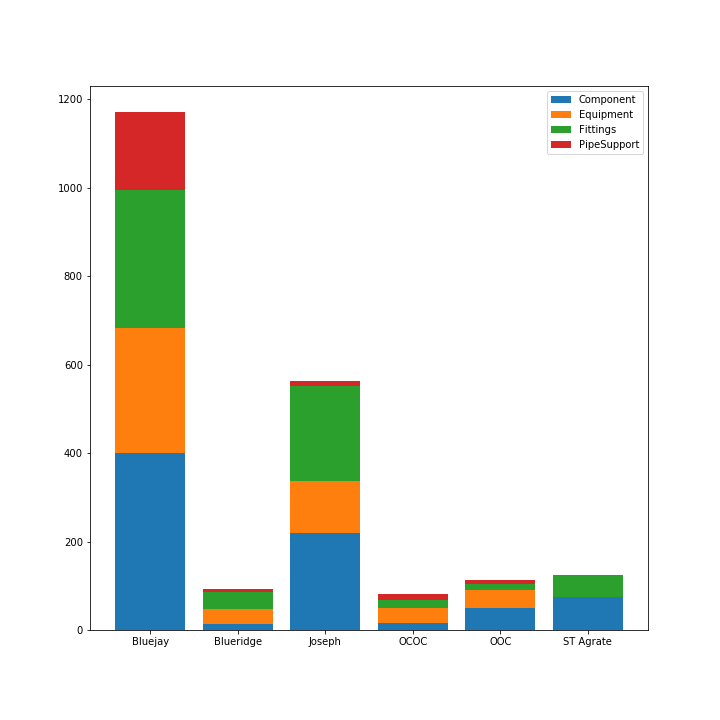 1200
1000
800
600
400
200
0
Component
Equipment
Fittings
PipeSupport
Bluejay Blueridge Joseph OCOC OOC ST Agrate